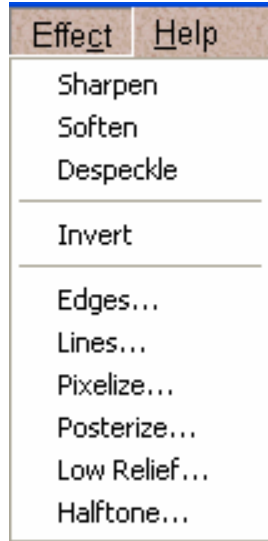 Effect Help
Sharpen
Soften
Despeckle
Invert
Edges...
Lines...
Pixelize...
Posterize...
Low Relief...
Halftone...